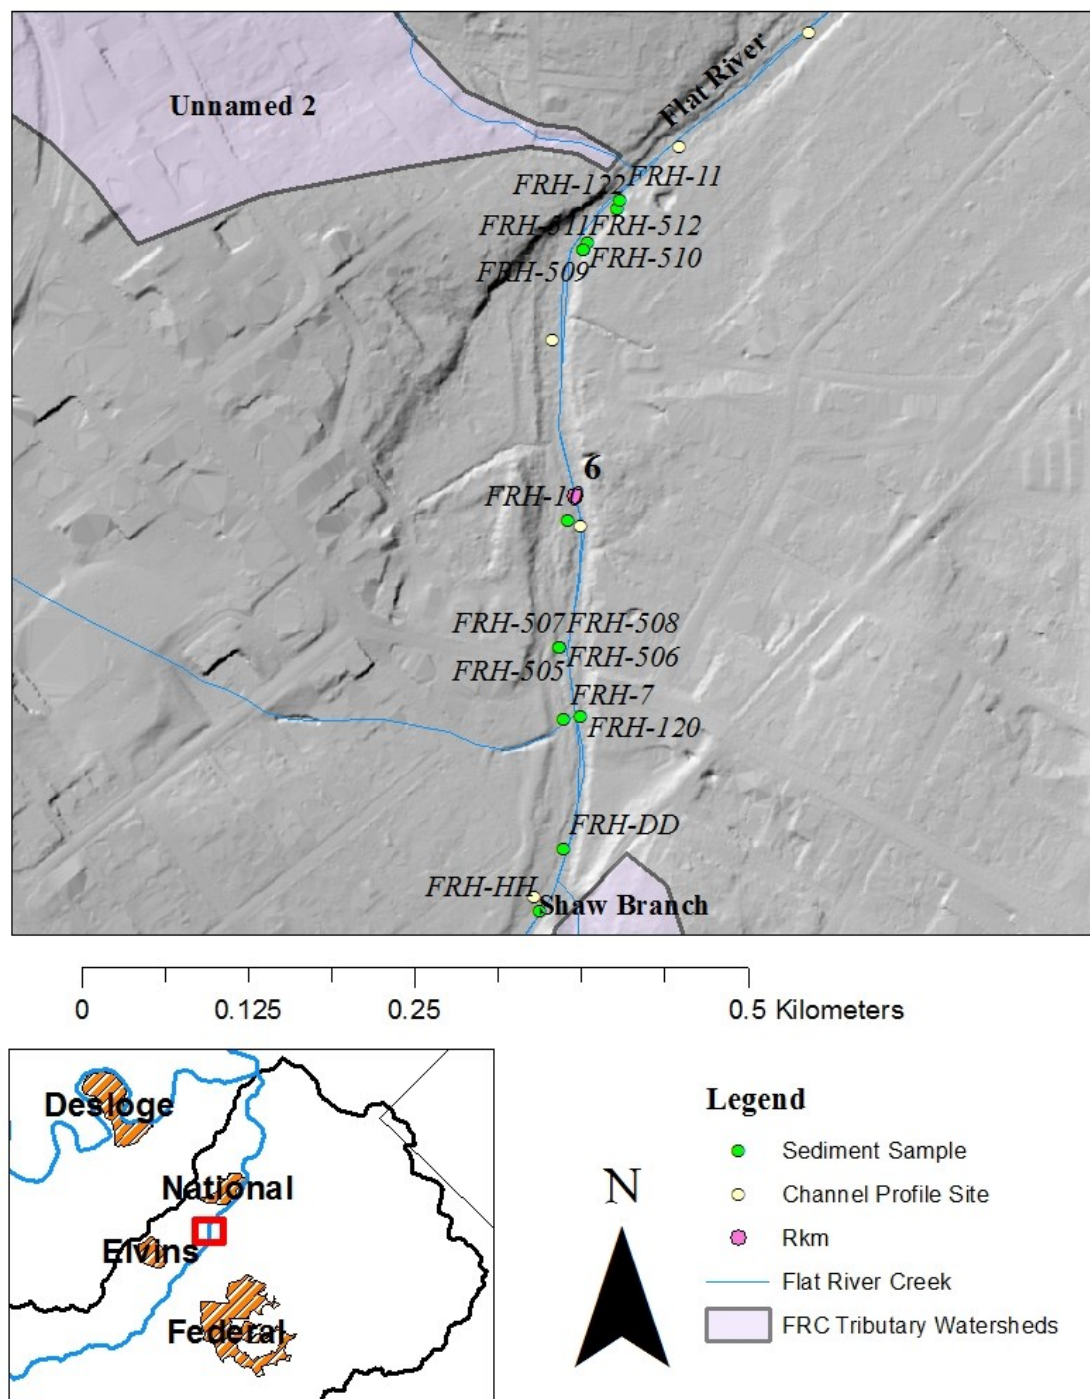 Flat River
Unnamed 2
FRH-122
FRH-11
FRH-511
FRH-512
FRH-509
FRH-510
6
FRH-10
FRH-507
FRH-508
FRH-505
FRH-506
FRH-7
FRH-120
FRH-DD
FRH-HH
Shaw Branch
0 0.125 0.25 0.5 Kilometers
Desloge
National
Elvins
Federal
N
Legend
Sediment Sample
Channel Profile Site
Rkm
Flat River Creek
FRC Tributary Watersheds